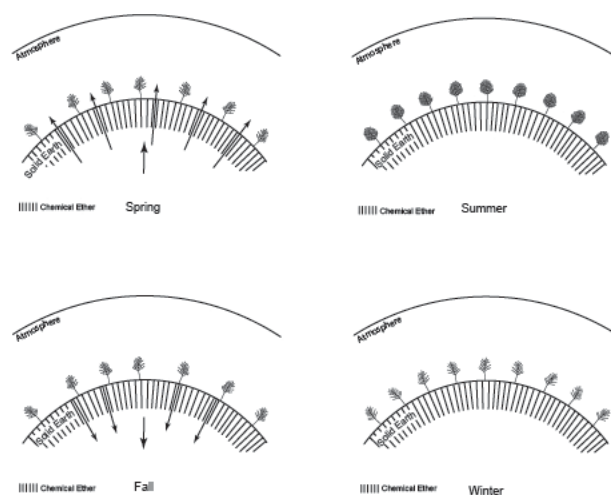 Atmosphere
Solid Earth
Chemical Ether
Spring
Atmosphere
Solid Earth
Chemical Ether
Summer
Atmosphere
Solid Earth
Chemical Ether
Fall
Atmosphere
Solid Earth
Chemical Ether
Winter